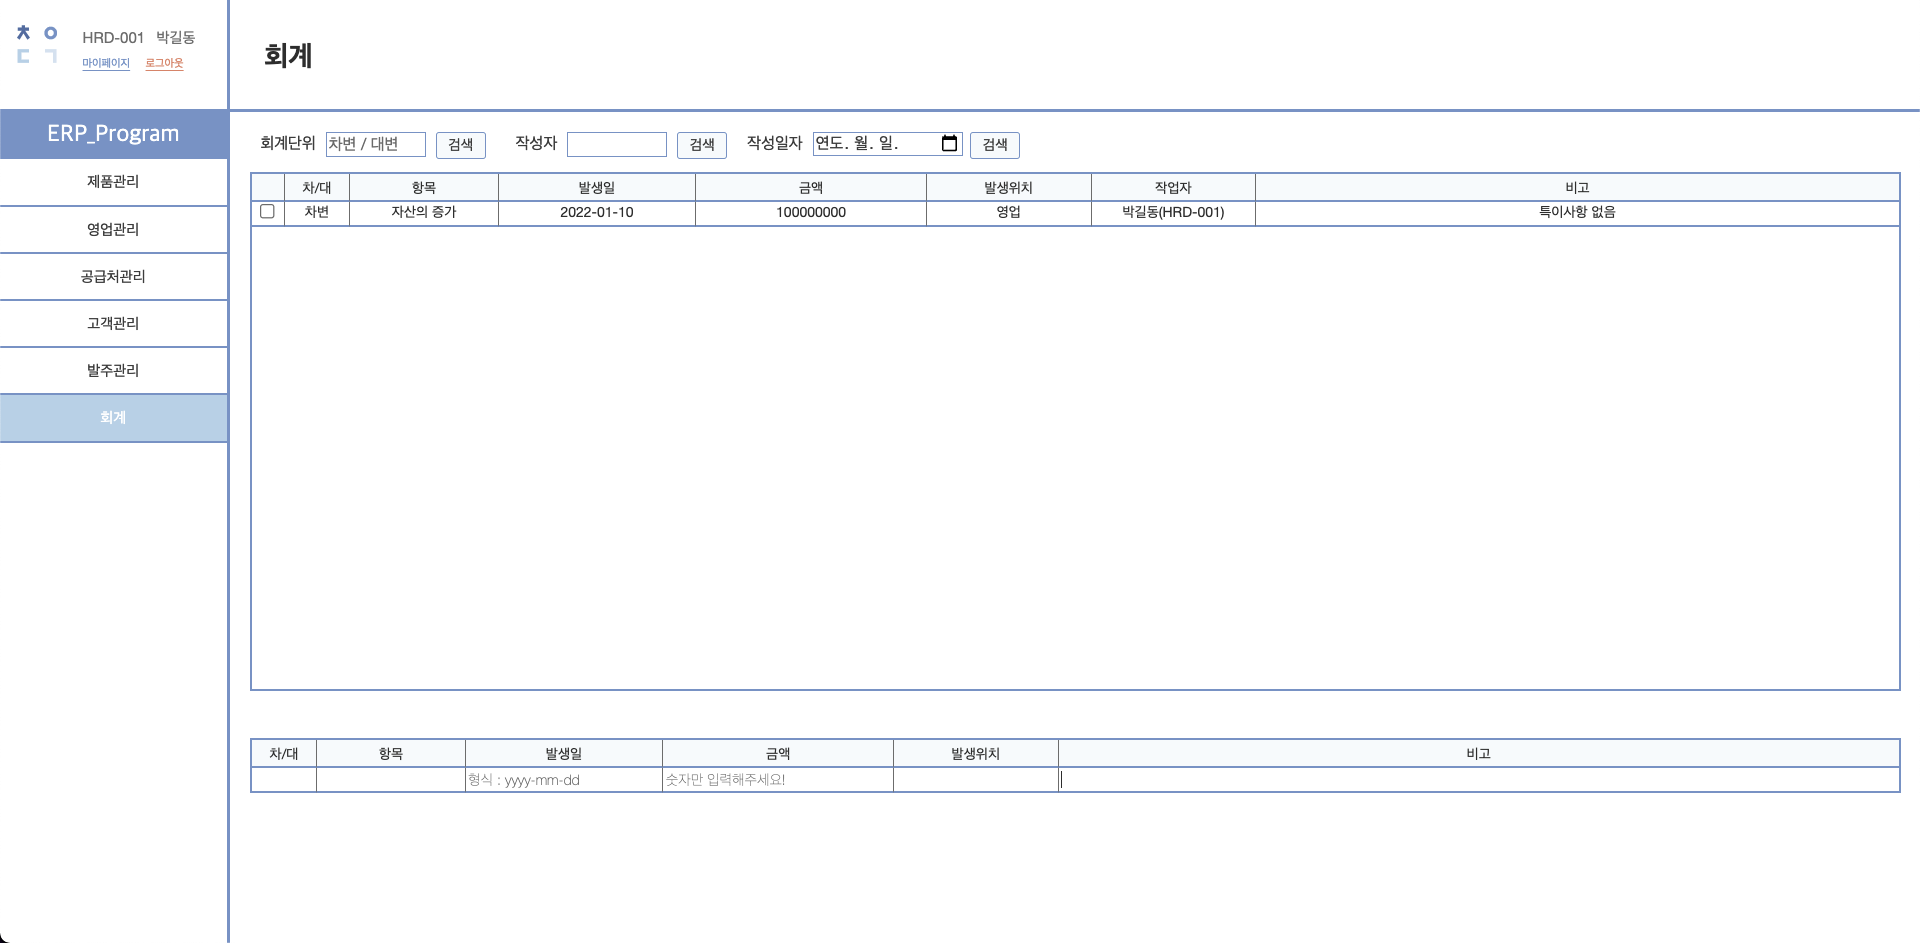 ㅊ ㅇ
ㄷ ㄱ
HRD-001 박길동
마이페이지 로그아웃
회계
ERP_Program
제품관리
영업관리
공급처관리
고객관리
발주관리
회계
회계단위 차변 / 대변 검색 작성자 검색 작성일자 연도. 월. 일. 검색
차/대 항목 발생일 금액 발생위치 작업자 비고
차변 자산의 증가 2022-01-10 100000000 영업 박길동(HRD-001) 특이사항 없음
차/대 항목 발생일 금액 발생위치 비고
형식 : yyyy-mm-dd 숫자만 입력해주세요!